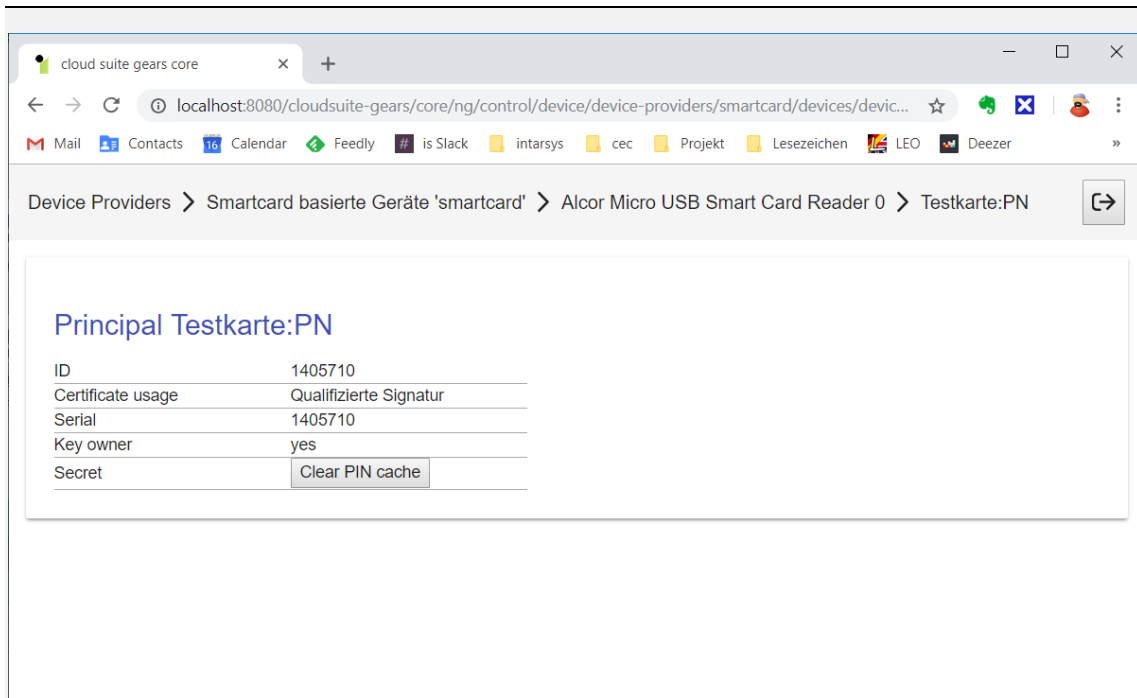 cloud suite gears core
localhost:8080/cloudsuite-gears/core/ng/control/device/device-providers/smartcard/devices/devic...
Mail Contacts 16 Calendar Feedly # is Slack intarsys cec Projekt Lesezeichen LEO Deezer »
Device Providers > Smartcard basierte Geräte 'smartcard' > Alcor Micro USB Smart Card Reader 0 > Testkarte:PN
Principal Testkarte:PN
ID 1405710
Certificate usage Qualifizierte Signatur
Serial 1405710
Key owner yes
Secret Clear PIN cache